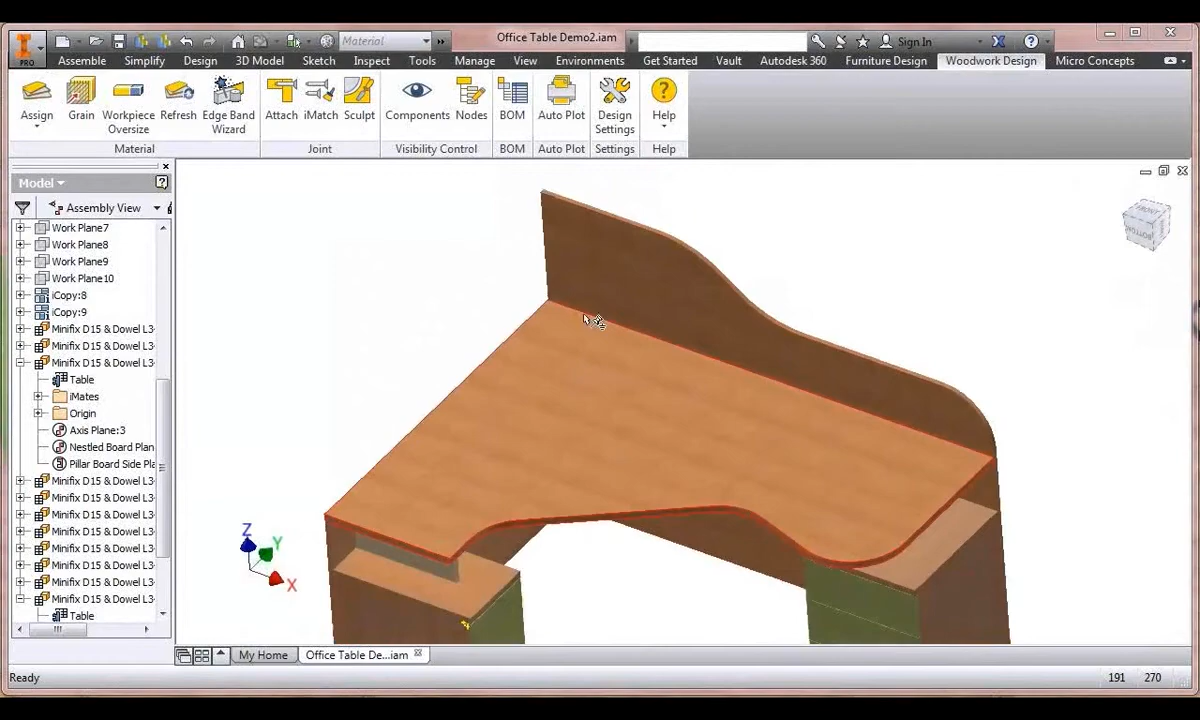 Office Table Demo2.iam
Material
Sign In
PRO
Assemble Simplify Design 3D Model Sketch Inspect Tools Manage View Environments Get Started Vault Autodesk 360 Furniture Design Woodwork Design Micro Concepts
Assign Grain Workpiece Oversize Refresh Edge Band Wizard Attach iMatch Sculpt Components Nodes BOM Auto Plot Design Settings Help
Material Joint Visibility Control BOM Auto Plot Settings Help
Model
Assembly View
Work Plane7
Work Plane8
Work Plane9
Work Plane10
iCopy:8
iCopy:9
Minifix D15 & Dowel L3
Minifix D15 & Dowel L3
Minifix D15 & Dowel L3
Table
iMates
Origin
Axis Plane:3
Nestled Board Plan
Pillar Board Side Pla
Minifix D15 & Dowel L3
Minifix D15 & Dowel L3
Minifix D15 & Dowel L3
Minifix D15 & Dowel L3
Minifix D15 & Dowel L3
Minifix D15 & Dowel L3
Minifix D15 & Dowel L3
Minifix D15 & Dowel L3
Table
Z
Y
X
My Home
Office Table De...iam
Ready
191 270